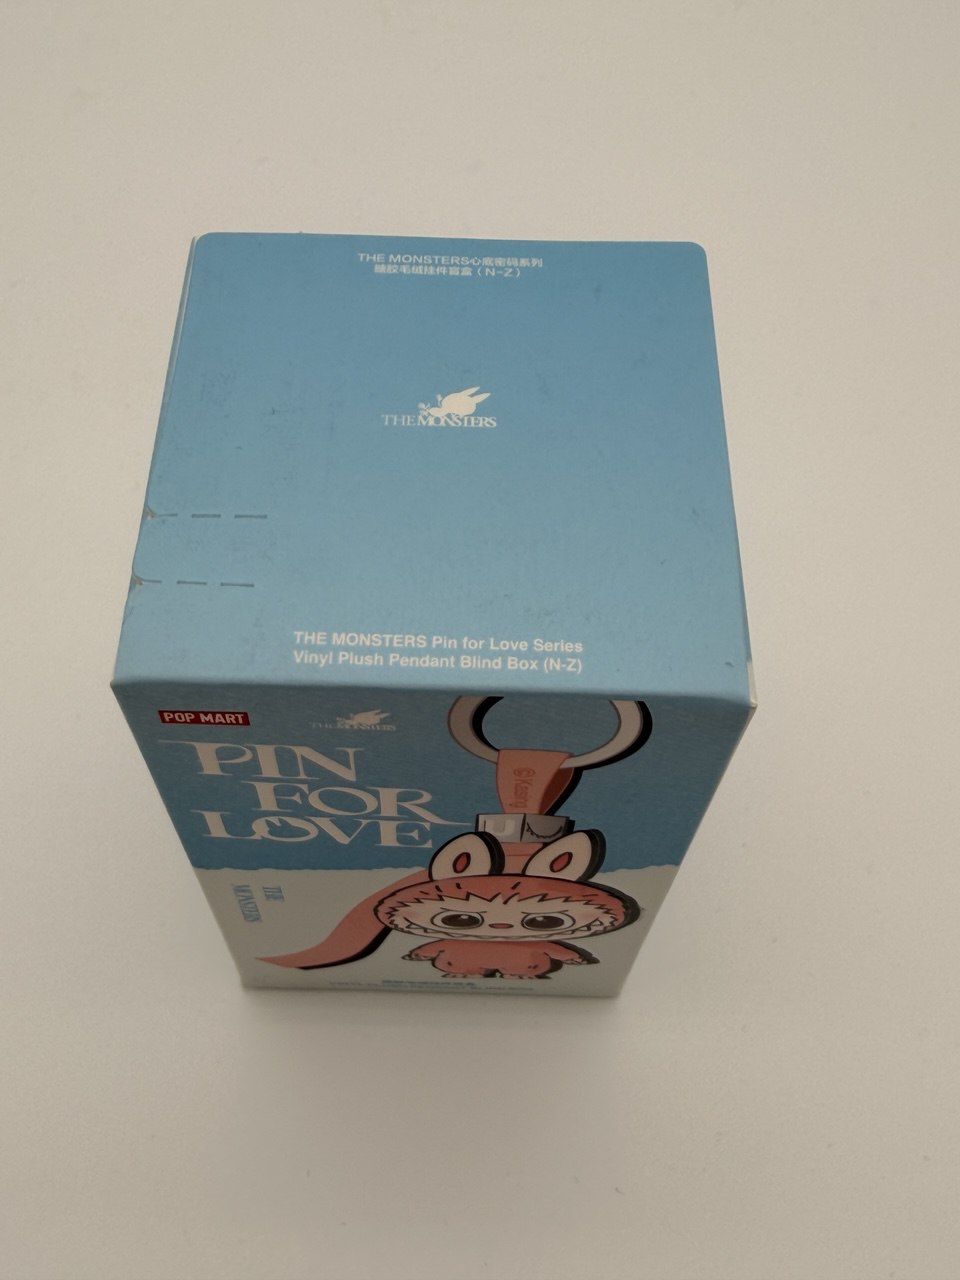 THE MONSTERS心底密码系列
搪胶毛绒挂件盲盒（N-Z）
THE MONSTERS
THE MONSTERS Pin for Love Series
Vinyl Plush Pendant Blind Box (N-Z)
POP MART
THE MONSTERS
PIN
FOR
LOVE
© Kasing
THE
MONSTERS